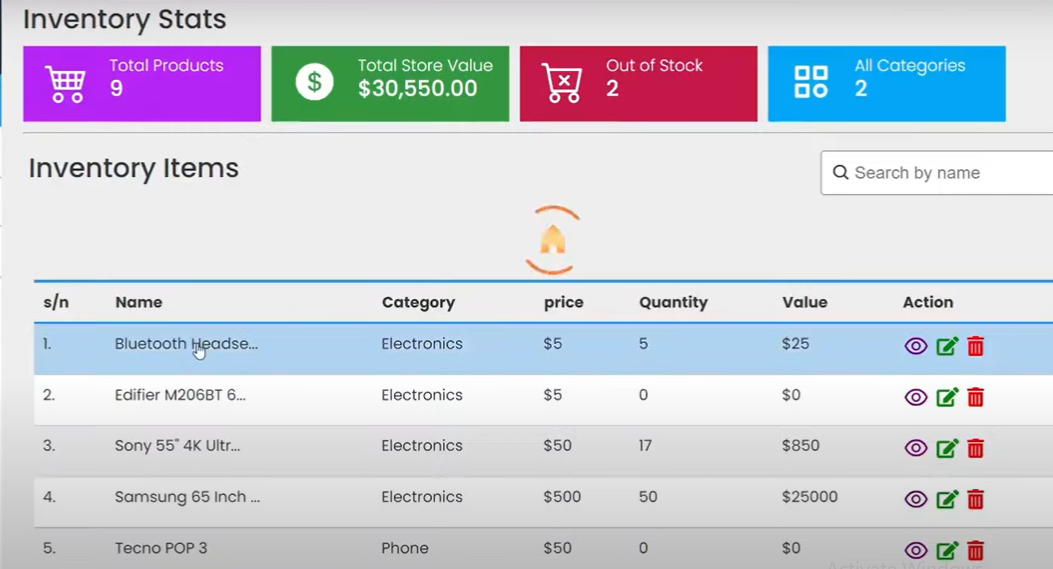 Inventory Stats
Total Products
9
Total Store Value
$30,550.00
Out of Stock
2
All Categories
2
Inventory Items
Search by name
s/n Name Category price Quantity Value Action
1. Bluetooth Headse... Electronics $5 5 $25
2. Edifier M206BT 6... Electronics $5 0 $0
3. Sony 55" 4K Ultr... Electronics $50 17 $850
4. Samsung 65 Inch ... Electronics $500 50 $25000
5. Tecno POP 3 Phone $50 0 $0
Activate Windows